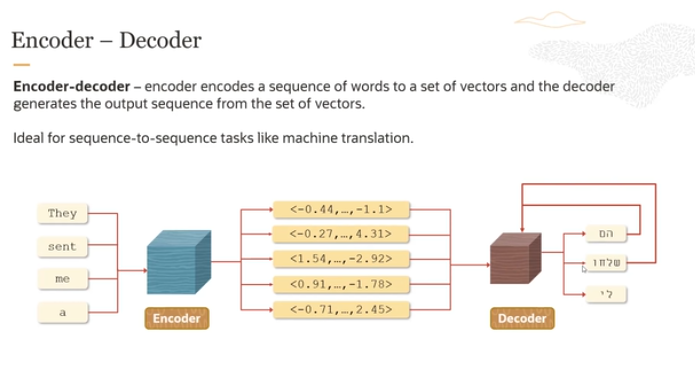 Encoder – Decoder
Encoder-decoder – encoder encodes a sequence of words to a set of vectors and the decoder
generates the output sequence from the set of vectors.
Ideal for sequence-to-sequence tasks like machine translation.
They
sent
me
a
Encoder
<-0.44,…,-1.1>
<-0.27,…,4.31>
<1.54,…,-2.92>
<0.91,…,-1.78>
<-0.71,…,2.45>
Decoder
הם
שלחו
לי